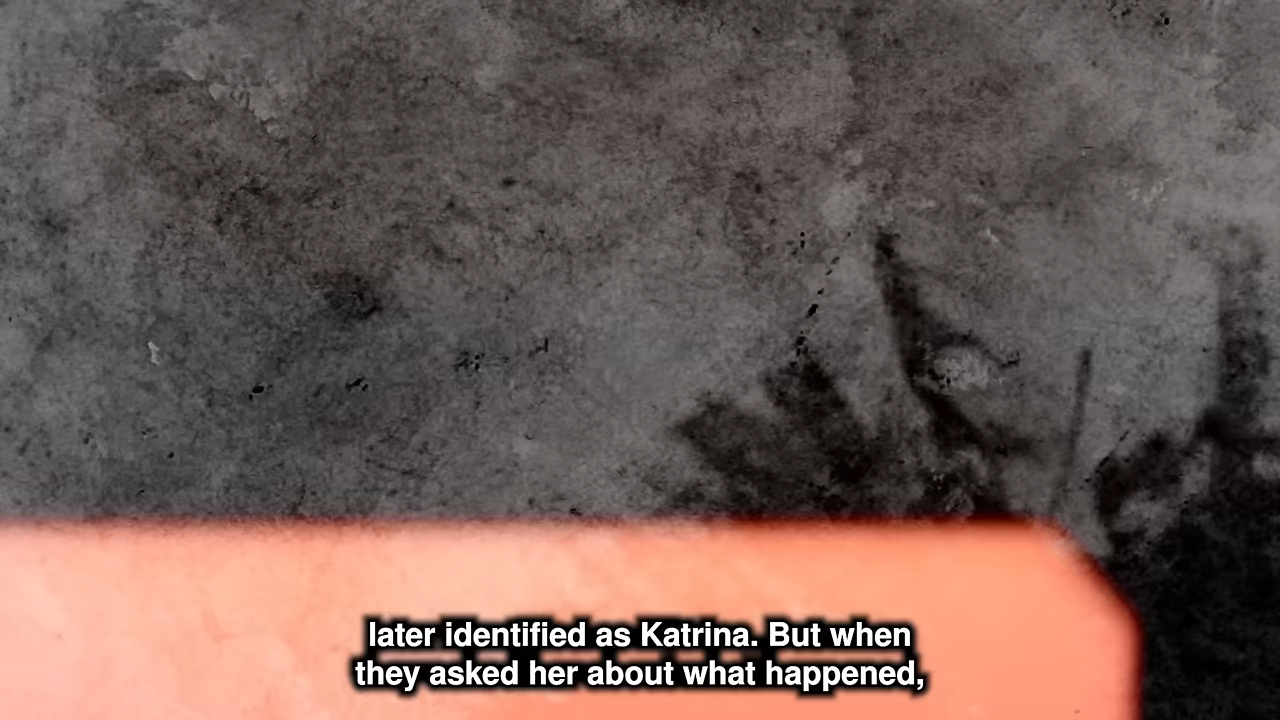 later identified as Katrina. But when
they asked her about what happened,